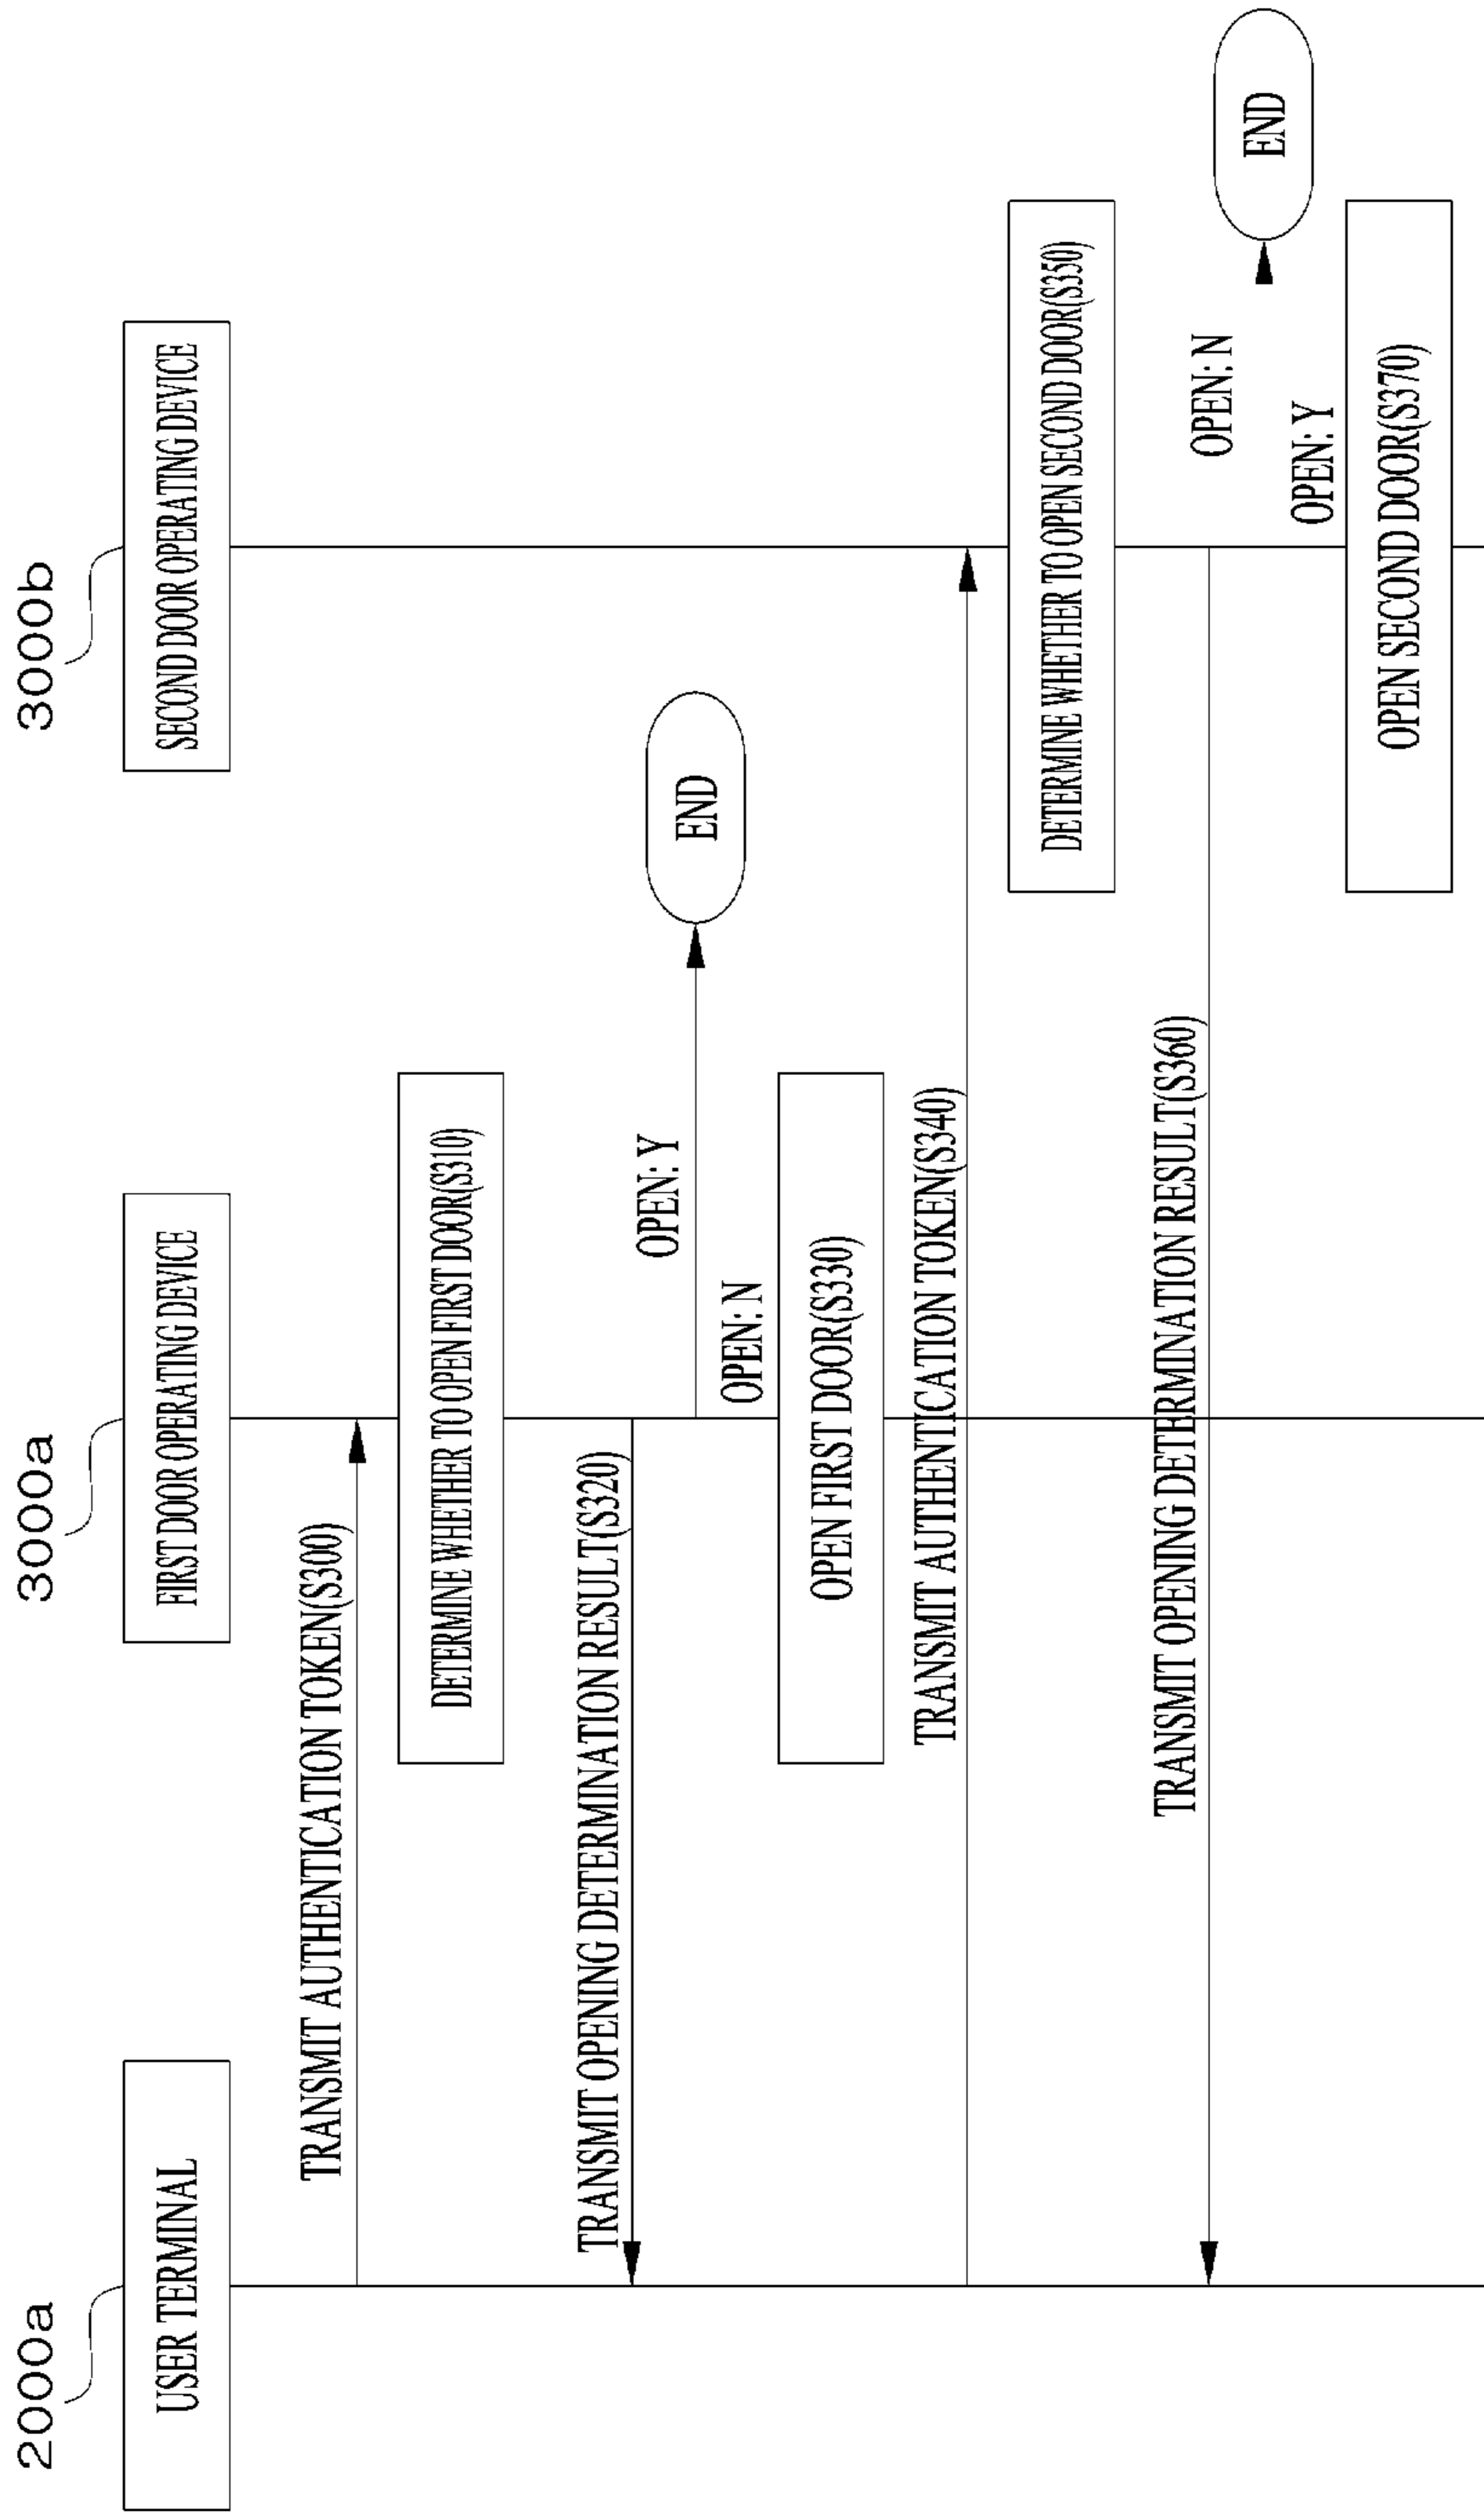 2000a
3000a
3000b
USER TERMINAL
FIRST DOOR OPERATING DEVICE
SECOND DOOR OPERATING DEVICE
TRANSMIT AUTHENTICATION TOKEN(S300)
DETERMINE WHETHER TO OPEN FIRST DOOR(S310)
TRANSMIT OPENING DETERMINATION RESULT(S320)
OPEN: Y
END
OPEN: N
OPEN FIRST DOOR(S330)
TRANSMIT AUTHENTICATION TOKEN(S340)
DETERMINE WHETHER TO OPEN SECOND DOOR(S350)
TRANSMIT OPENING DETERMINATION RESULT(S360)
OPEN: N
END
OPEN: Y
OPEN SECOND DOOR(S370)